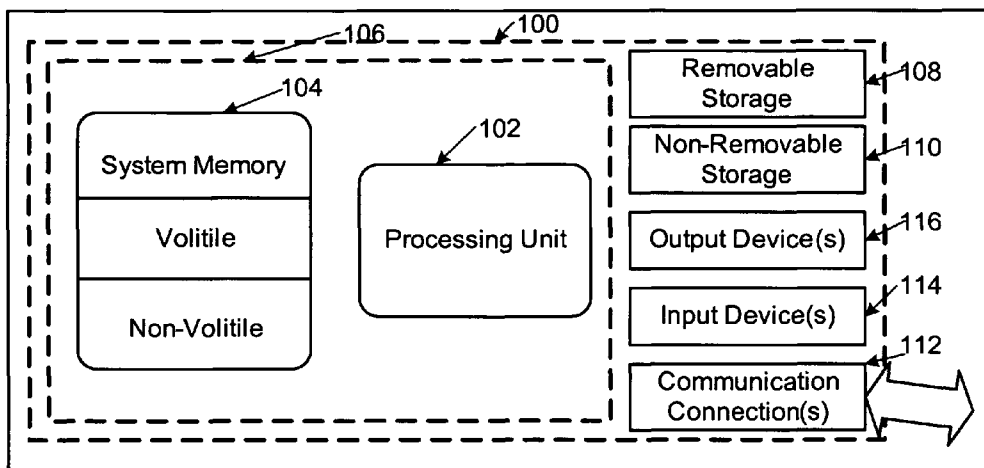 100
106
104
System Memory
Volitile
Non-Volitile
102
Processing Unit
Removable
Storage
108
Non-Removable
Storage
110
Output Device(s)
116
Input Device(s)
114
Communication
Connection(s)
112